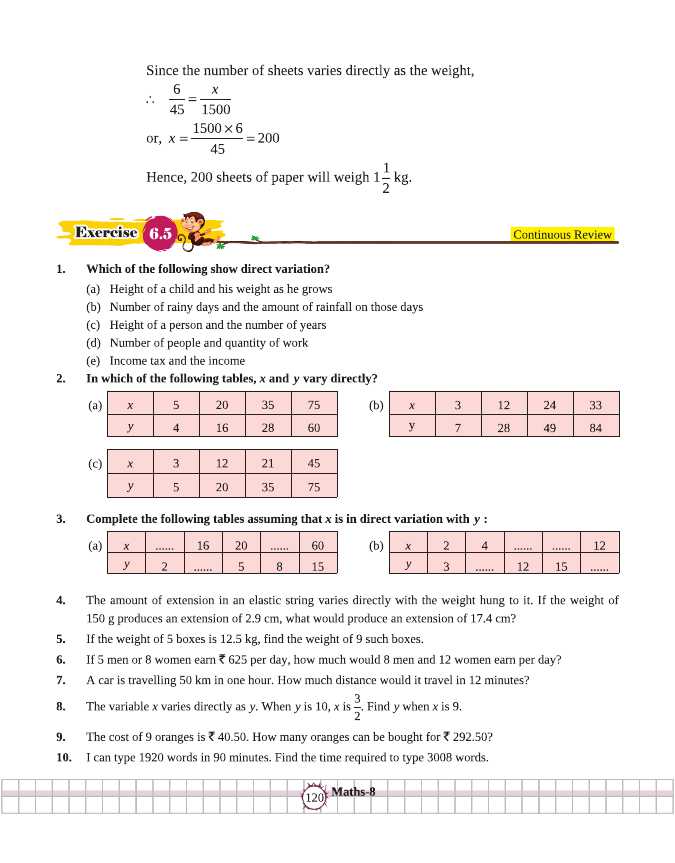 Since the number of sheets varies directly as the weight,
∴ 6/45 = x/1500
or, x = 1500 × 6/45 = 200
Hence, 200 sheets of paper will weigh 1 1/2 kg.
Exercise 6.5
Continuous Review
1. Which of the following show direct variation?
(a) Height of a child and his weight as he grows
(b) Number of rainy days and the amount of rainfall on those days
(c) Height of a person and the number of years
(d) Number of people and quantity of work
(e) Income tax and the income
2. In which of the following tables, x and y vary directly?
(a) x 5 20 35 75
y 4 16 28 60
(b) x 3 12 24 33
y 7 28 49 84
(c) x 3 12 21 45
y 5 20 35 75
3. Complete the following tables assuming that x is in direct variation with y :
(a) x ...... 16 20 ...... 60
y 2 ...... 5 8 15
(b) x 2 4 ...... ...... 12
y 3 ...... 12 15 ......
4. The amount of extension in an elastic string varies directly with the weight hung to it. If the weight of
150 g produces an extension of 2.9 cm, what would produce an extension of 17.4 cm?
5. If the weight of 5 boxes is 12.5 kg, find the weight of 9 such boxes.
6. If 5 men or 8 women earn ₹ 625 per day, how much would 8 men and 12 women earn per day?
7. A car is travelling 50 km in one hour. How much distance would it travel in 12 minutes?
8. The variable x varies directly as y. When y is 10, x is 3/2. Find y when x is 9.
9. The cost of 9 oranges is ₹ 40.50. How many oranges can be bought for ₹ 292.50?
10. I can type 1920 words in 90 minutes. Find the time required to type 3008 words.
120 Maths-8